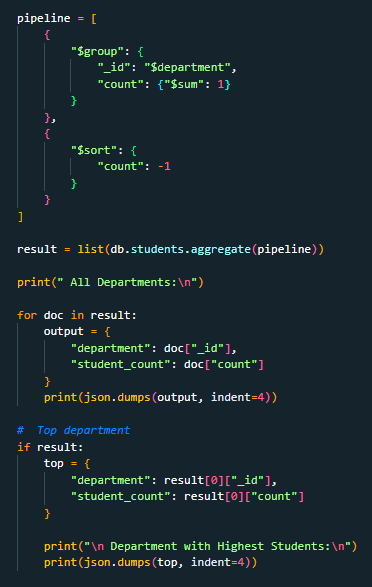 pipeline = [
    {
        "$group": {
            "_id": "$department",
            "count": {"$sum": 1}
        }
    },
    {
        "$sort": {
            "count": -1
        }
    }
]

result = list(db.students.aggregate(pipeline))

print(" All Departments:\n")

for doc in result:
    output = {
        "department": doc["_id"],
        "student_count": doc["count"]
    }
    print(json.dumps(output, indent=4))

#  Top department
if result:
    top = {
        "department": result[0]["_id"],
        "student_count": result[0]["count"]
    }

    print("\n Department with Highest Students:\n")
    print(json.dumps(top, indent=4))